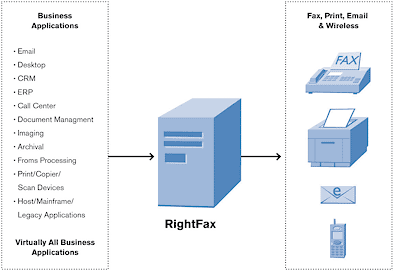 Business
Applications
· Email
· Desktop
· CRM
· ERP
· Call Center
· Document Managment
· Imaging
· Archival
· Froms Processing
· Print/Copier/
Scan Devices
· Host/Mainframe/
Legacy Applications
Virtually All Business
Applications
RightFax
Fax, Print, Email
& Wireless
FAX
e